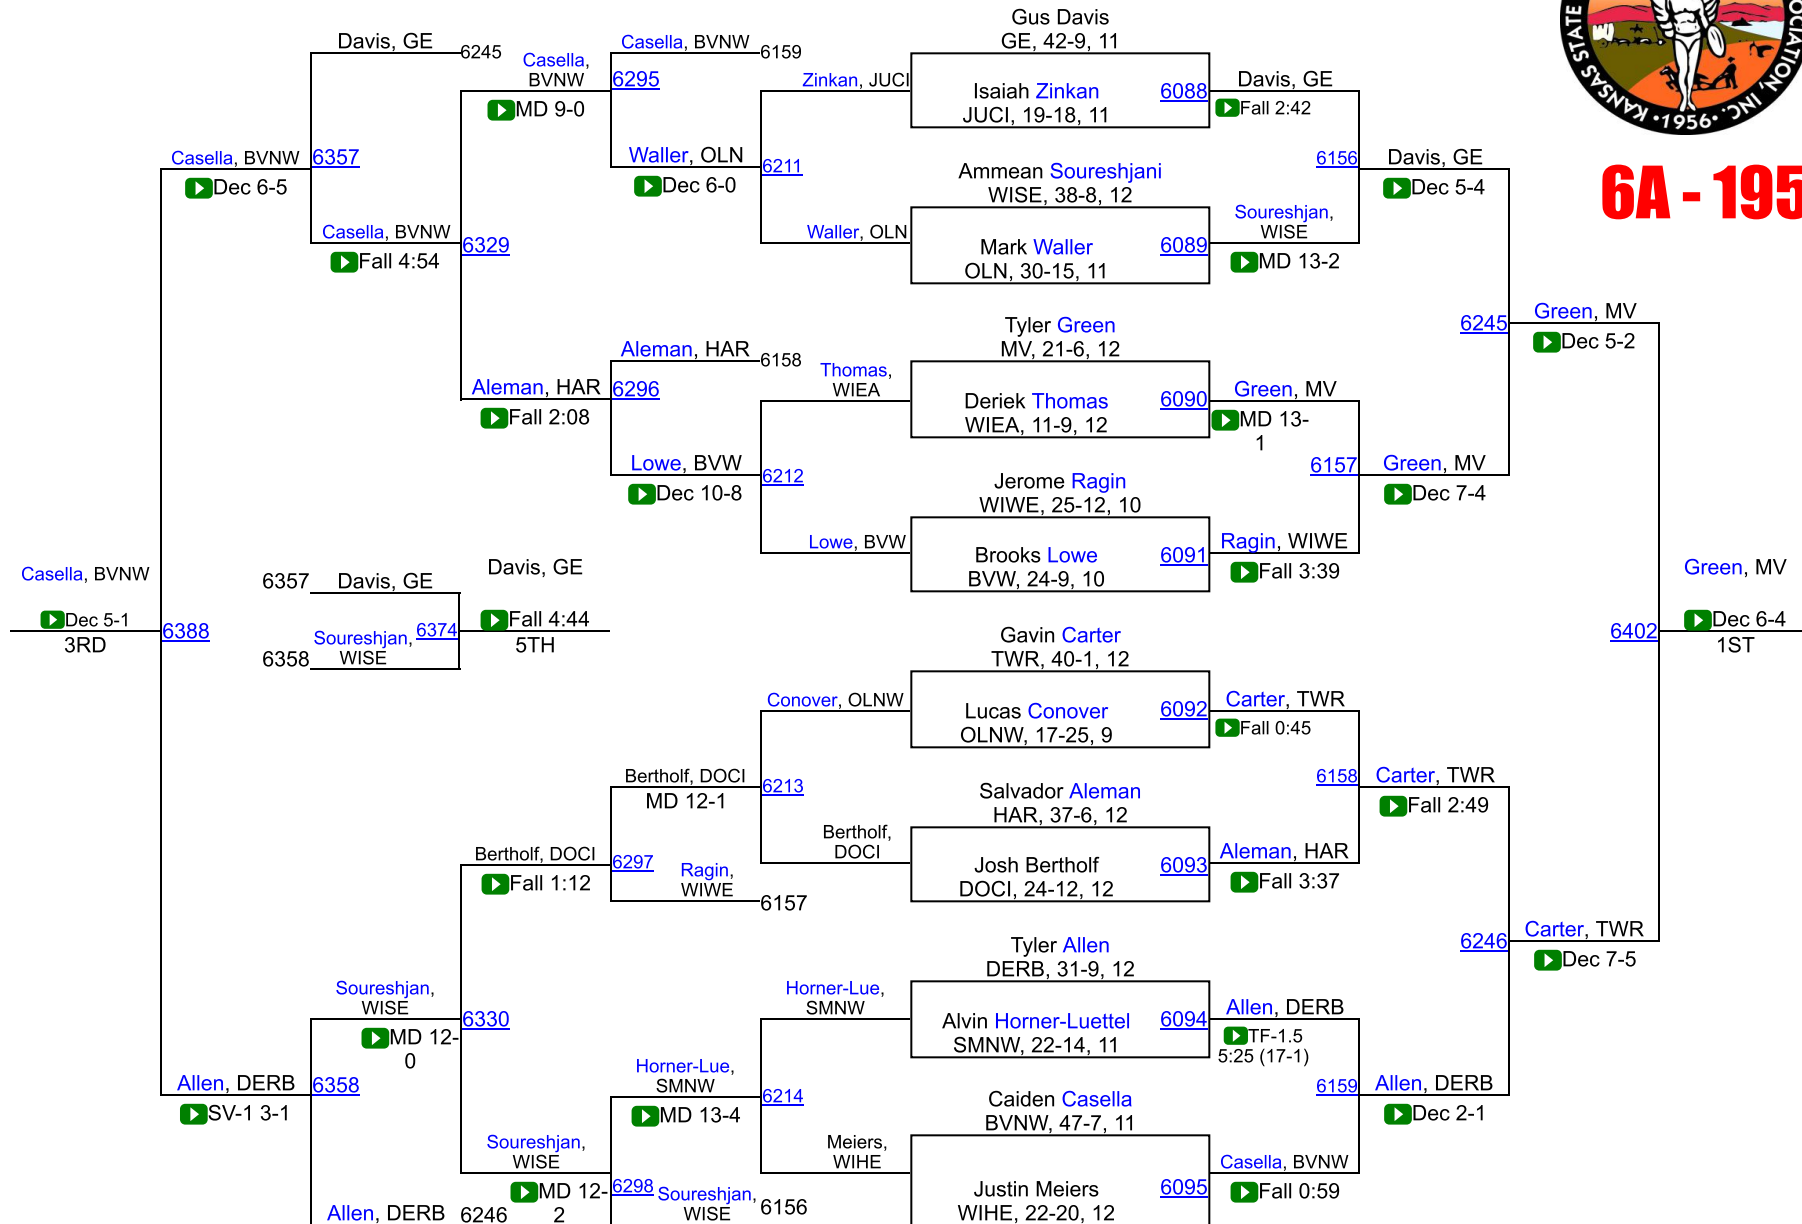 KANSAS STATE
OCIATION, INC.
•1956•
6A - 195
Gus Davis
GE, 42-9, 11
Isaiah Zinkan
JUCI, 19-18, 11
6088
Ammean Soureshjani
WISE, 38-8, 12
Mark Waller
OLN, 30-15, 11
6089
Tyler Green
MV, 21-6, 12
Deriek Thomas
WIEA, 11-9, 12
6090
Jerome Ragin
WIWE, 25-12, 10
Brooks Lowe
BVW, 24-9, 10
6091
Gavin Carter
TWR, 40-1, 12
Lucas Conover
OLNW, 17-25, 9
6092
Salvador Aleman
HAR, 37-6, 12
Josh Bertholf
DOCI, 24-12, 12
6093
Tyler Allen
DERB, 31-9, 12
Alvin Horner-Luettel
SMNW, 22-14, 11
6094
Caiden Casella
BVNW, 47-7, 11
Justin Meiers
WIHE, 22-20, 12
6095
Davis, GE
Fall 2:42
6156
Soureshjan,
WISE
MD 13-2
Green, MV
MD 13-
1
6157
Ragin, WIWE
Fall 3:39
Carter, TWR
Fall 0:45
6158
Aleman, HAR
Fall 3:37
Allen, DERB
TF-1.5
5:25 (17-1)
6159
Casella, BVNW
Fall 0:59
Davis, GE
Dec 5-4
6245
Green, MV
Dec 7-4
Carter, TWR
Fall 2:49
6246
Allen, DERB
Dec 2-1
Green, MV
Dec 5-2
6402
Carter, TWR
Dec 7-5
Green, MV
Dec 6-4
1ST
Zinkan, JUCI
6211
Waller, OLN
Thomas,
WIEA
6212
Lowe, BVW
Conover, OLNW
6213
Bertholf,
DOCI
Horner-Lue,
SMNW
6214
Meiers,
WIHE
Casella, BVNW
6159
6295
Waller, OLN
Dec 6-0
Aleman, HAR
6158
6296
Lowe, BVW
Dec 10-8
Bertholf, DOCI
MD 12-1
6297
Ragin,
WIWE
6157
Horner-Lue,
SMNW
MD 13-4
6298
Soureshjan,
WISE
6156
Casella,
BVNW
MD 9-0
6329
Aleman, HAR
Fall 2:08
Bertholf, DOCI
Fall 1:12
6330
Soureshjan,
WISE
MD 12-
2
Davis, GE
6245
6357
Casella, BVNW
Fall 4:54
Soureshjan,
WISE
MD 12-
0
6358
Allen, DERB
6246
Casella, BVNW
Dec 6-5
6388
Allen, DERB
SV-1 3-1
Casella, BVNW
Dec 5-1
3RD
6357
Davis, GE
6374
6358
Soureshjan,
WISE
Davis, GE
Fall 4:44
5TH